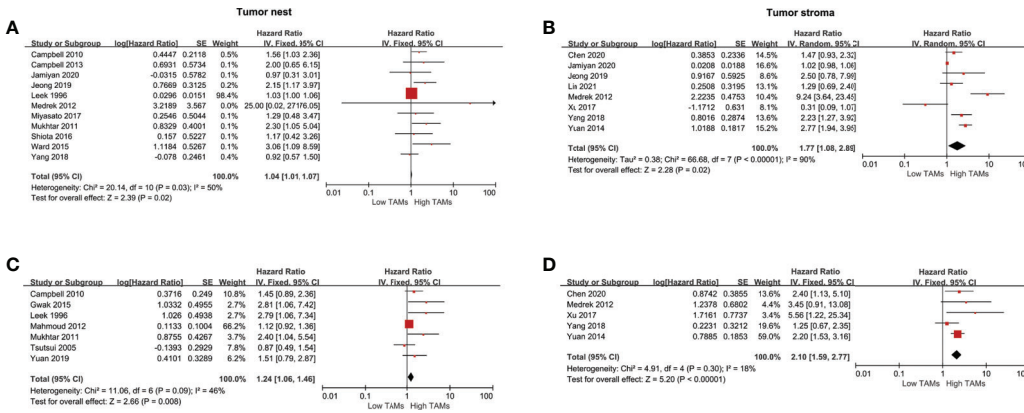 Tumor nest
A
Hazard Ratio Hazard Ratio
Study or Subgroup log[Hazard Ratio] SE Weight IV. Fixed. 95% CI IV. Fixed. 95% CI
Campbell 2010 0.4447 0.2118 0.5% 1.56 [1.03 2.36]
Campbell 2013 0.6931 0.5734 0.1% 2.00 [0.65 6.15]
Jamiyan 2020 -0.0315 0.5782 0.1% 0.97 [0.31 3.01]
Jeong 2019 0.7669 0.3125 0.2% 2.15 [1.17 3.97]
Leek 1996 0.0296 0.0151 98.4% 1.03 [1.00 1.06]
Medrek 2012 3.2189 3.567 0.0% 25.00 [0.02, 27176.05]
Miyasato 2017 0.2546 0.5044 0.1% 1.29 [0.48 3.47]
Mukhtar 2011 0.8329 0.4001 0.1% 2.30 [1.05 5.04]
Shiota 2016 0.157 0.5227 0.1% 1.17 [0.42 3.26]
Ward 2015 1.1184 0.5267 0.1% 3.06 [1.09 8.59]
Yang 2018 -0.078 0.2461 0.4% 0.92 [0.57 1.50]
Total (95% CI) 100.0% 1.04 [1.01, 1.07]
Heterogeneity: Chi² = 20.14, df = 10 (P = 0.03); I² = 50%
Test for overall effect: Z = 2.39 (P = 0.02)
0.01 0.1 1 10 100
Low TAMs High TAMs
Tumor stroma
B
Hazard Ratio Hazard Ratio
Study or Subgroup log[Hazard Ratio] SE Weight IV. Random. 95% CI IV. Random. 95% CI
Chen 2020 0.3853 0.2336 14.5% 1.47 [0.93, 2.32]
Jamiyan 2020 0.0208 0.0188 16.6% 1.02 [0.98, 1.06]
Jeong 2019 0.9167 0.5925 9.4% 2.50 [0.78, 7.99]
Lin 2021 0.2508 0.3195 12.8% 1.29 [0.69, 2.40]
Medrek 2012 2.2235 0.4753 10.9% 9.24 [3.64, 23.45]
Xu 2017 -1.1712 0.631 8.9% 0.31 [0.09, 1.07]
Yang 2018 0.8016 0.2874 13.6% 2.23 [1.27, 3.92]
Yuan 2014 1.0188 0.1817 15.2% 2.77 [1.94, 3.95]
Total (95% CI) 100.0% 1.77 [1.08, 2.89]
Heterogeneity: Tau² = 0.38; Chi² = 66.68, df = 7 (P < 0.00001); I² = 90%
Test for overall effect: Z = 2.28 (P = 0.02)
0.01 0.1 1 10 100
Low TAMs High TAMs
C
Hazard Ratio Hazard Ratio
Study or Subgroup log[Hazard Ratio] SE Weight IV. Fixed. 95% CI IV. Fixed. 95% CI
Campbell 2010 0.3716 0.249 10.8% 1.45 [0.89, 2.36]
Gwak 2015 1.0332 0.4955 2.7% 2.81 [1.06, 7.42]
Leek 1996 1.026 0.4938 2.7% 2.79 [1.06, 7.34]
Mahmoud 2012 0.1133 0.1004 66.2% 1.12 [0.92, 1.36]
Mukhtar 2011 0.8755 0.4267 3.7% 2.40 [1.04, 5.54]
Tsutsui 2005 -0.1393 0.2929 7.8% 0.87 [0.49, 1.54]
Yuan 2019 0.4101 0.3289 6.2% 1.51 [0.79, 2.87]
Total (95% CI) 100.0% 1.24 [1.06, 1.46]
Heterogeneity: Chi² = 11.06, df = 6 (P = 0.09); I² = 46%
Test for overall effect: Z = 2.66 (P = 0.008)
0.01 0.1 1 10 100
Low TAMs High TAMs
D
Hazard Ratio Hazard Ratio
Study or Subgroup log[Hazard Ratio] SE Weight IV. Fixed. 95% CI IV. Fixed. 95% CI
Chen 2020 0.8742 0.3855 13.6% 2.40 [1.13, 5.10]
Medrek 2012 1.2378 0.6802 4.4% 3.45 [0.91, 13.08]
Xu 2017 1.7161 0.7737 3.4% 5.56 [1.22, 25.34]
Yang 2018 0.2231 0.3212 19.6% 1.25 [0.67, 2.35]
Yuan 2014 0.7885 0.1853 59.0% 2.20 [1.53, 3.16]
Total (95% CI) 100.0% 2.10 [1.59, 2.77]
Heterogeneity: Chi² = 4.91, df = 4 (P = 0.30); I² = 18%
Test for overall effect: Z = 5.20 (P < 0.00001)
0.01 0.1 1 10 100
Low TAMs High TAMs